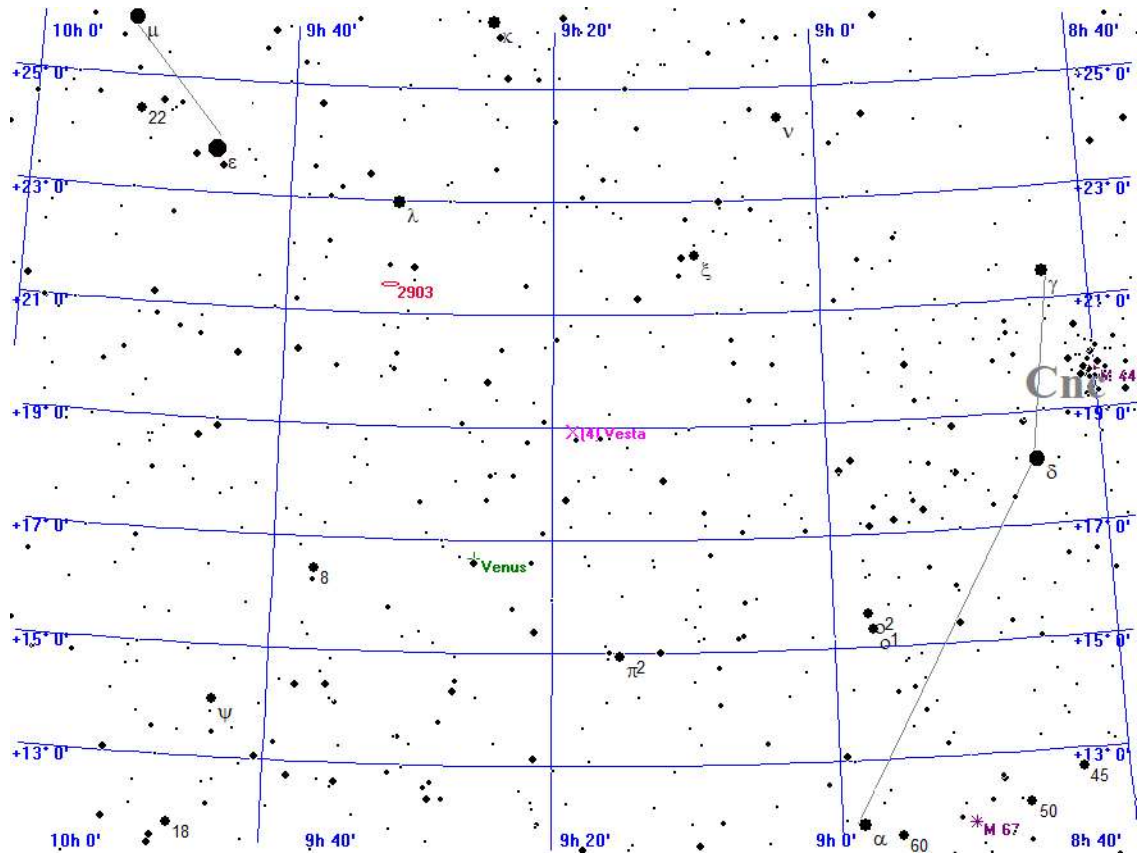 10h 0' μ 9h 40' κ 9h 20' 9h 0' 8h 40'
+25° 0' +25° 0'
22 ν
ε
+23° 0' +23° 0'
λ
ξ
γ
2903
+21° 0' +21° 0'
Cnc M 44
+19° 0' +19° 0'
(4) Vesta
δ
+17° 0' +17° 0'
Venus
8
ο2
+15° 0' ο1 +15° 0'
π2
ψ
+13° 0' +13° 0'
45
50
18 M 67
10h 0' 9h 40' 9h 20' 9h 0' α 60 8h 40'